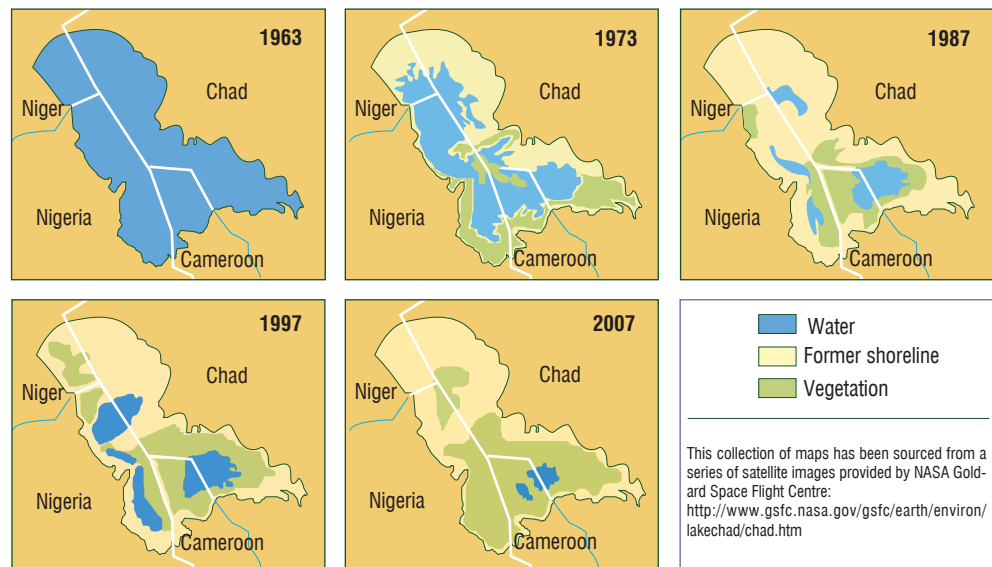 1963
Chad
Niger
Nigeria
Cameroon
1973
Chad
Niger
Nigeria
Cameroon
1987
Chad
Niger
Nigeria
Cameroon
1997
Chad
Niger
Nigeria
Cameroon
2007
Chad
Niger
Nigeria
Cameroon
Water
Former shoreline
Vegetation
This collection of maps has been sourced from a
series of satellite images provided by NASA Gold-
ard Space Flight Centre:
http://www.gsfc.nasa.gov/gsfc/earth/environ/
lakechad/chad.htm